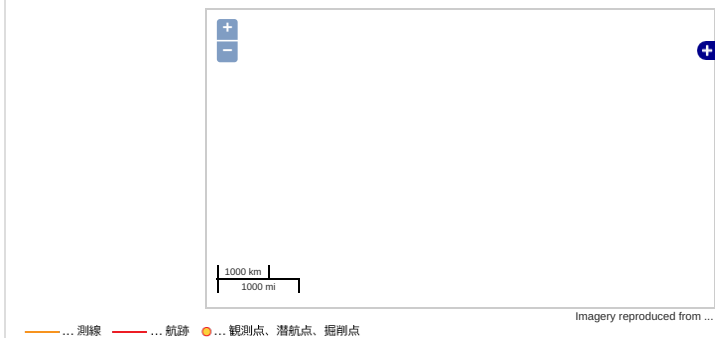 +
−
+
1000 km
1000 mi
Imagery reproduced from ...
... 測線 ... 航跡 ... 観測点、潜航点、掘削点